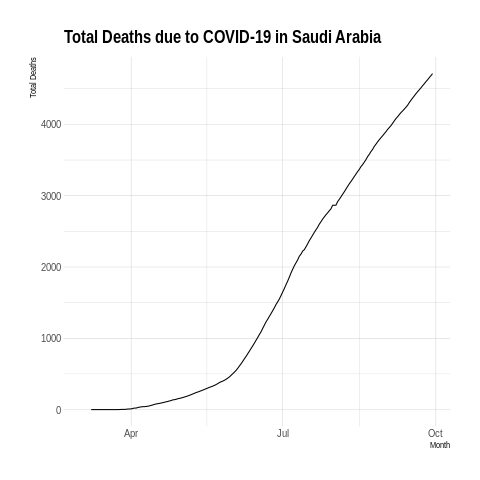 Total Deaths due to COVID-19 in Saudi Arabia
Total Deaths
4000
3000
2000
1000
0
Apr
Jul
Oct
Month